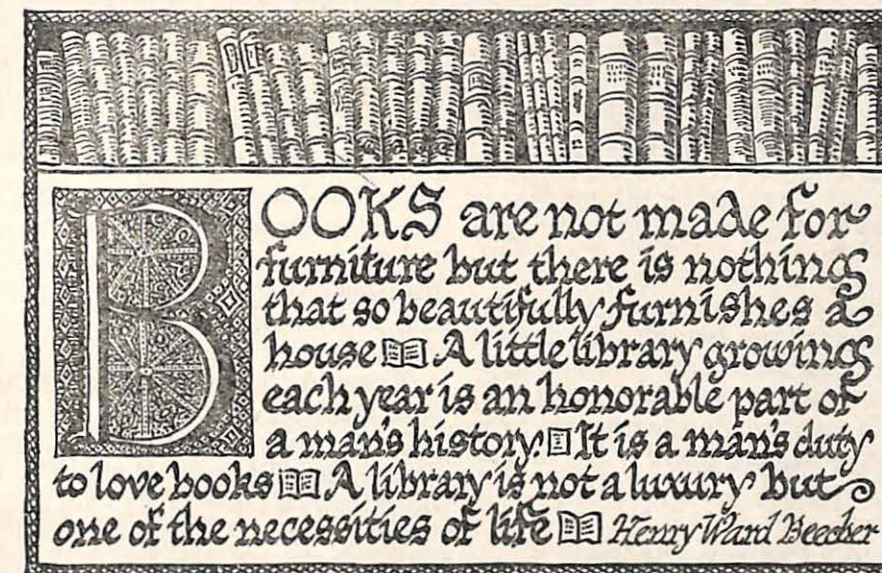 BOOKS are not made for
furniture but there is nothing
that so beautifully furnishes a
house A little library growing
each year is an honorable part of
a man's history. It is a man's duty
to love books A library is not a luxury but
one of the necessities of life Henry Ward Beecher